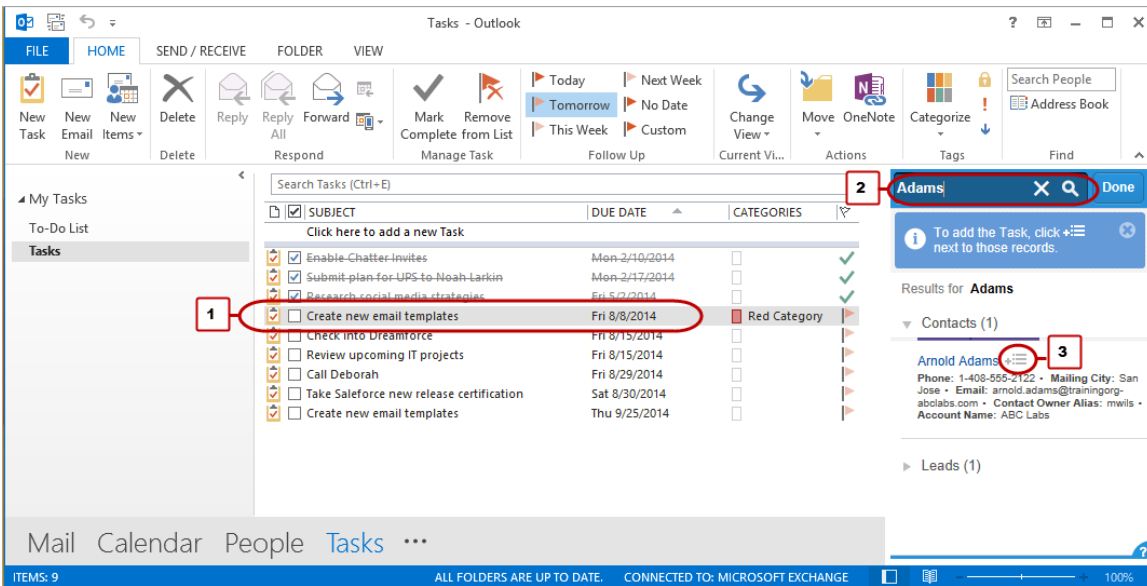 Tasks - Outlook
?
FILE HOME SEND / RECEIVE FOLDER VIEW
New Task
New Email
New Items
Delete
Reply
Reply All
Forward
Mark Complete
Remove from List
Today
Tomorrow
This Week
Next Week
No Date
Custom
Change View
Move
OneNote
Categorize
Search People
Address Book
New Delete Respond Manage Task Follow Up Current Vi... Actions Tags Find
My Tasks
To-Do List
Tasks
Search Tasks (Ctrl+E)
SUBJECT DUE DATE CATEGORIES
Click here to add a new Task
Enable Chatter Invites Mon 2/10/2014
Submit plan for UPS to Noah Larkin Mon 2/17/2014
Research social media strategies Fri 5/2/2014
1
Create new email templates Fri 8/8/2014 Red Category
Check into Dreamforce Fri 8/15/2014
Review upcoming IT projects Fri 8/15/2014
Call Deborah Fri 8/29/2014
Take Saleforce new release certification Sat 8/30/2014
Create new email templates Thu 9/25/2014
2
Adams Done
To add the Task, click
next to those records.
Results for Adams
Contacts (1)
Arnold Adams
3
Phone: 1-408-555-2122 • Mailing City: San
Jose • Email: arnold.adams@trainingorg-
abclabs.com • Contact Owner Alias: mwils •
Account Name: ABC Labs
Leads (1)
Mail Calendar People Tasks ...
?
ITEMS: 9 ALL FOLDERS ARE UP TO DATE. CONNECTED TO: MICROSOFT EXCHANGE 100%